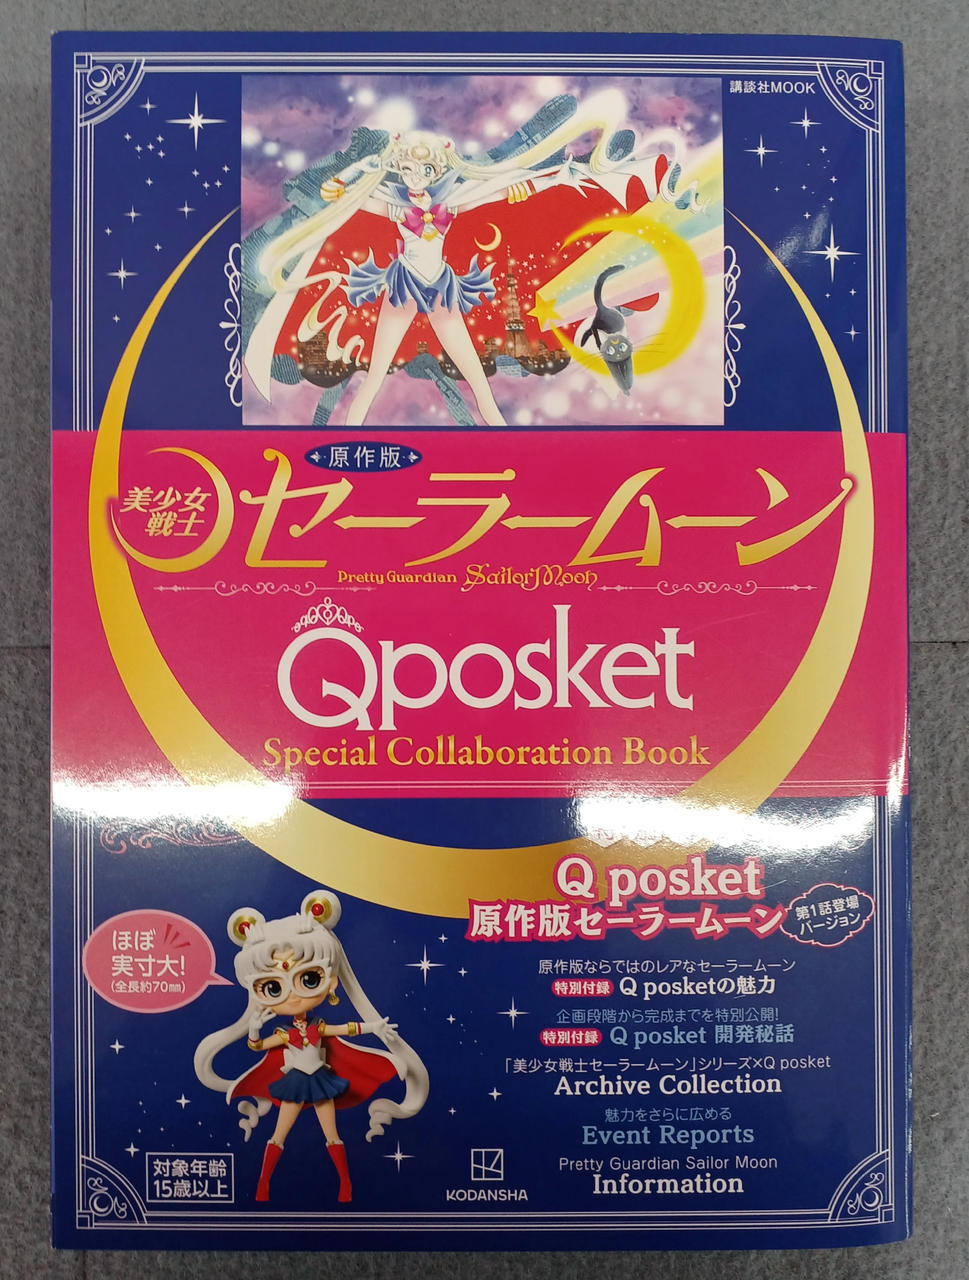 講談社MOOK
原作版
美少女
戦士
セーラームーン
Pretty Guardian Sailor Moon
Qposket
Special Collaboration Book
Q posket
原作版セーラームーン
第1話登場
バージョン
ほぼ
実寸大!
(全長約70㎜)
原作版ならではのレアなセーラームーン
特別付録 Q posketの魅力
企画段階から完成までを特別公開!
特別付録 Q posket 開発秘話
「美少女戦士セーラームーン」シリーズ×Q posket
Archive Collection
魅力をさらに広める
Event Reports
Pretty Guardian Sailor Moon
Information
対象年齢
15歳以上
KODANSHA